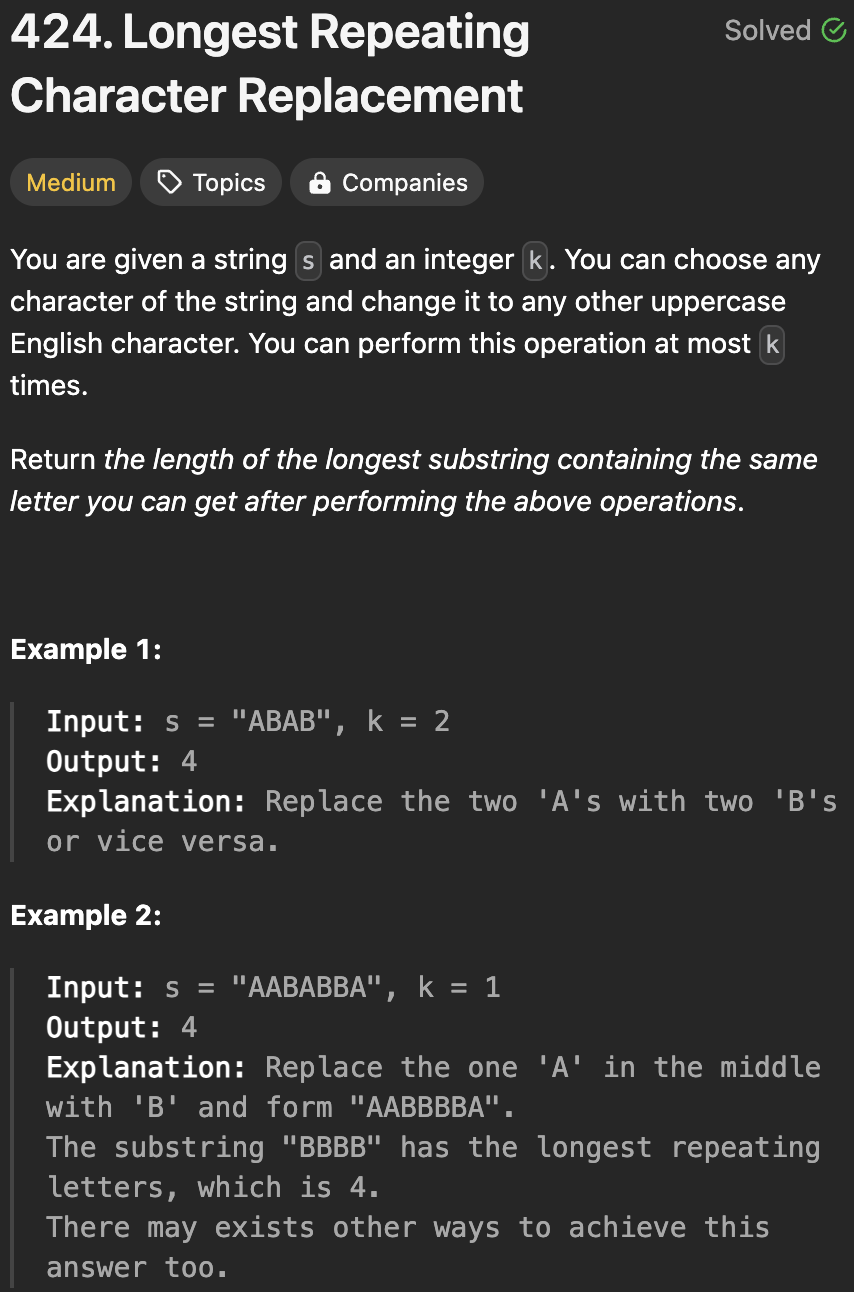 424. Longest Repeating
Solved
Character Replacement
Medium
Topics
Companies
You are given a string s and an integer k. You can choose any
character of the string and change it to any other uppercase
English character. You can perform this operation at most k
times.
Return the length of the longest substring containing the same
letter you can get after performing the above operations.
Example 1:
Input: s = "ABAB", k = 2
Output: 4
Explanation: Replace the two 'A's with two 'B's
or vice versa.
Example 2:
Input: s = "AABABBA", k = 1
Output: 4
Explanation: Replace the one 'A' in the middle
with 'B' and form "AABBBBA".
The substring "BBBB" has the longest repeating
letters, which is 4.
There may exists other ways to achieve this
answer too.